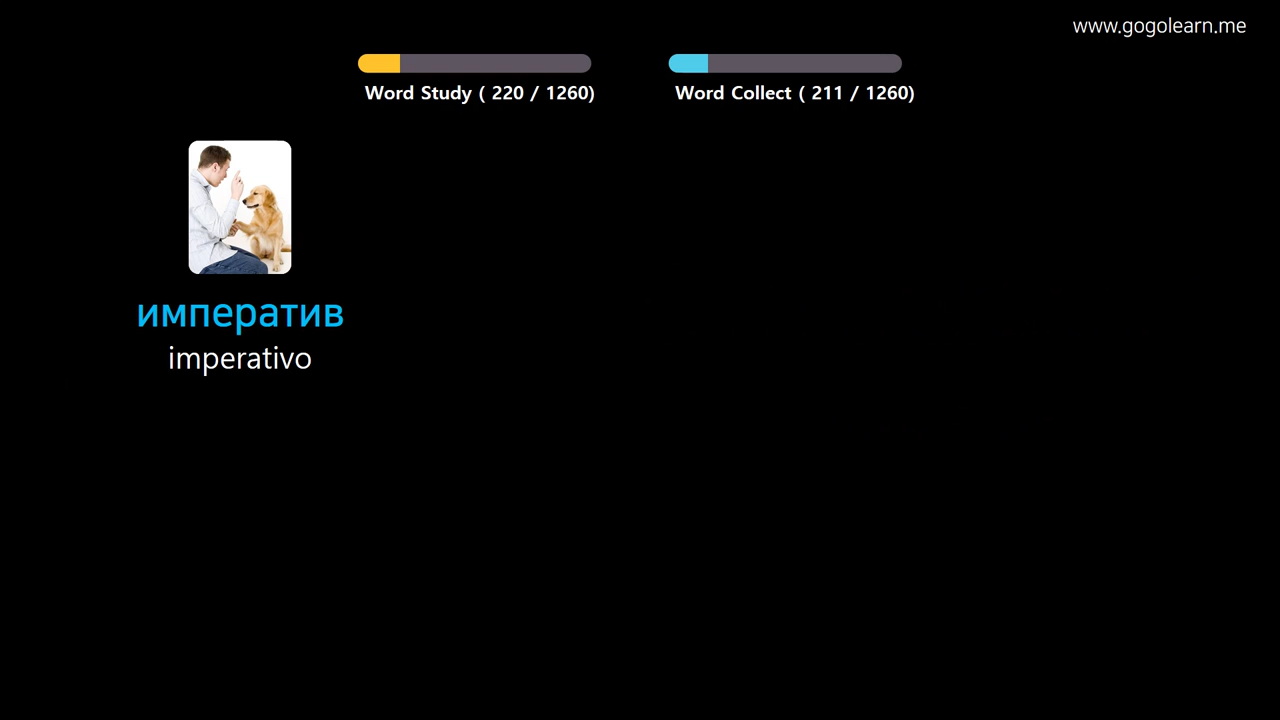 www.gogolearn.me
Word Study ( 220 / 1260)
Word Collect ( 211 / 1260)
императив
imperativo